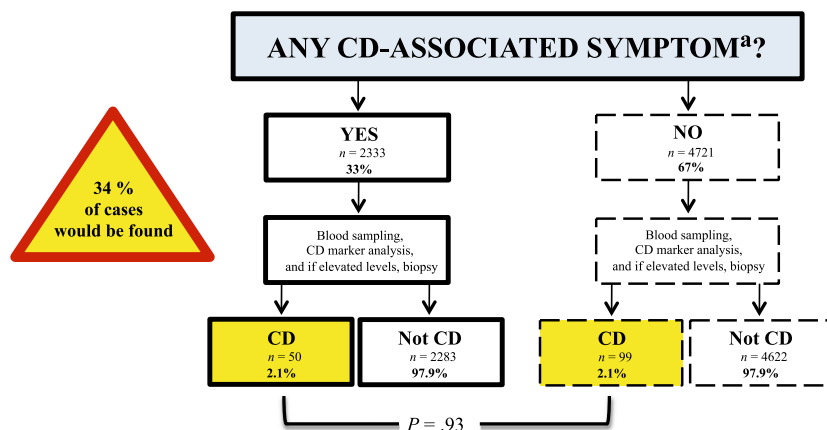 ANY CD-ASSOCIATED SYMPTOMª?
YES
n = 2333
33%
NO
n = 4721
67%
34 %
of cases
would be found
Blood sampling,
CD marker analysis,
and if elevated levels, biopsy
Blood sampling,
CD marker analysis,
and if elevated levels, biopsy
CD
n = 50
2.1%
Not CD
n = 2283
97.9%
CD
n = 99
2.1%
Not CD
n = 4622
97.9%
P = .93